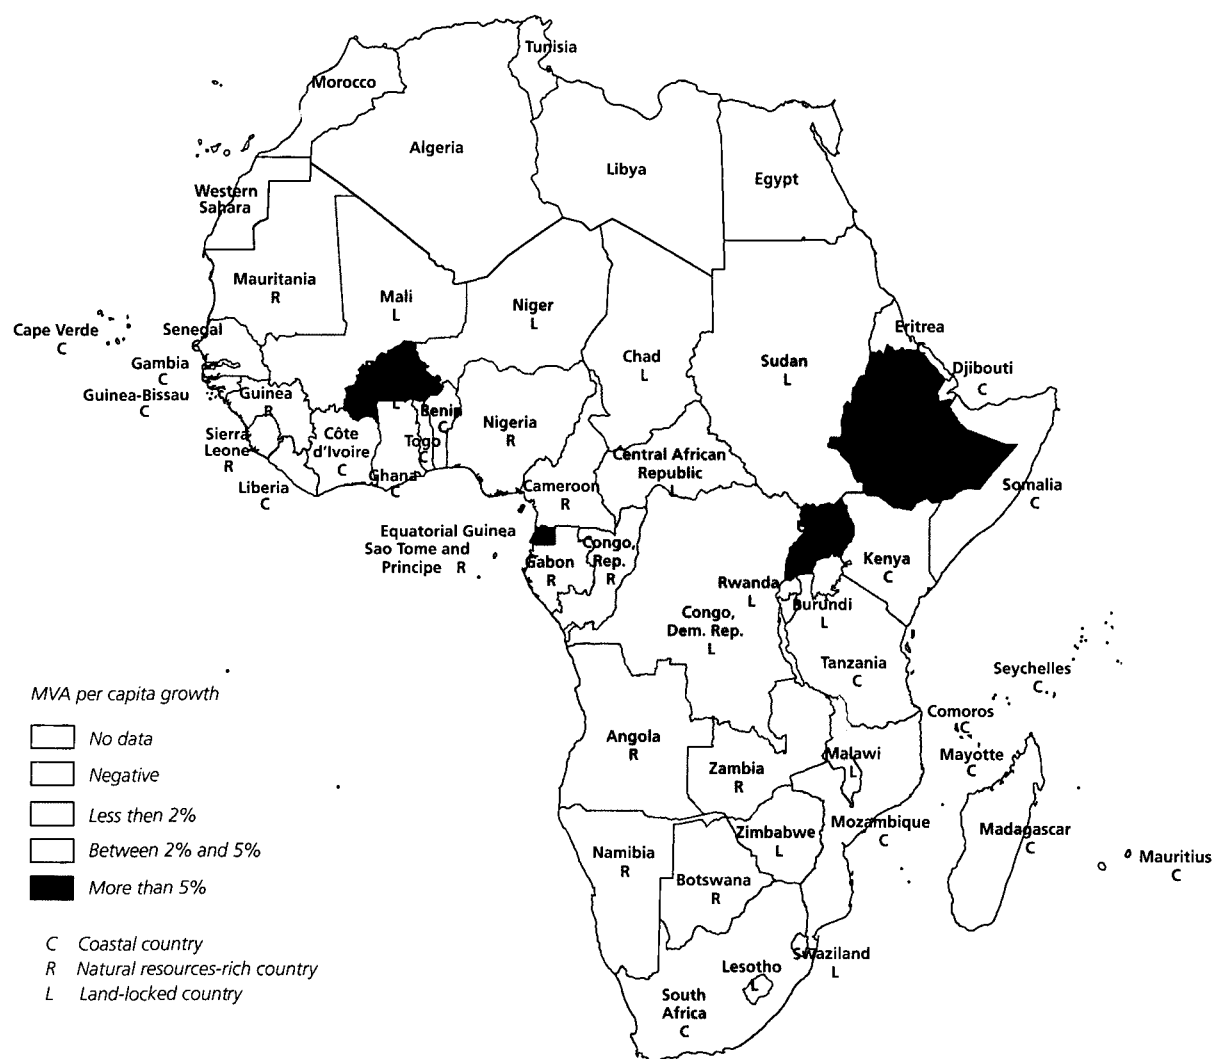 Tunisia
Morocco
Algeria
Libya
Egypt
Western
Sahara
Mauritania
R
Mali
L
Niger
L
Chad
L
Sudan
L
Eritrea
Djibouti
C
Cape Verde
C
Senegal
C
Gambia
C
Guinea-Bissau
C
Guinea
R
Sierra
Leone
R
Liberia
C
Côte
d'Ivoire
C
L
Ghana
C
Togo
C
Benin
C
Nigeria
R
Cameroon
R
Central African
Republic
L
Somalia
C
Equatorial Guinea
Sao Tome and
Principe R
Gabon
R
Congo,
Rep.
R
Congo,
Dem. Rep.
L
L
Kenya
C
Rwanda
L
Burundi
L
Tanzania
C
Seychelles
C
Comoros
C
Mayotte
C
Angola
R
Zambia
R
Malawi
L
Mozambique
C
Madagascar
C
Mauritius
C
Namibia
R
Botswana
R
Zimbabwe
L
Swaziland
L
Lesotho
L
South
Africa
C
MVA per capita growth
No data
Negative
Less then 2%
Between 2% and 5%
More than 5%
C Coastal country
R Natural resources-rich country
L Land-locked country